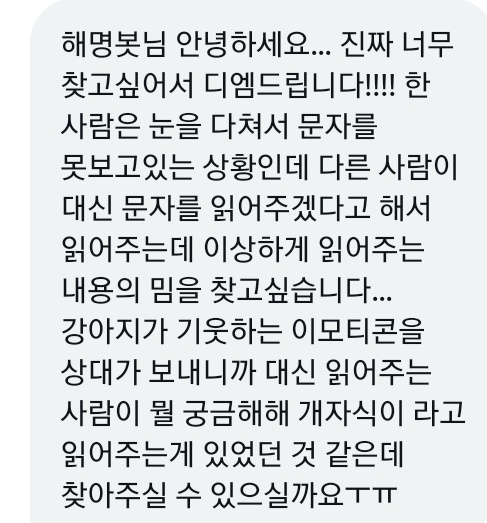 해명봇님 안녕하세요... 진짜 너무
찾고싶어서 디엠드립니다!!!! 한
사람은 눈을 다쳐서 문자를
못보고있는 상황인데 다른 사람이
대신 문자를 읽어주겠다고 해서
읽어주는데 이상하게 읽어주는
내용의 밈을 찾고싶습니다...
강아지가 기웃하는 이모티콘을
상대가 보내니까 대신 읽어주는
사람이 뭘 궁금해해 개자식이 라고
읽어주는게 있었던 것 같은데
찾아주실 수 있으실까요ㅜㅠ